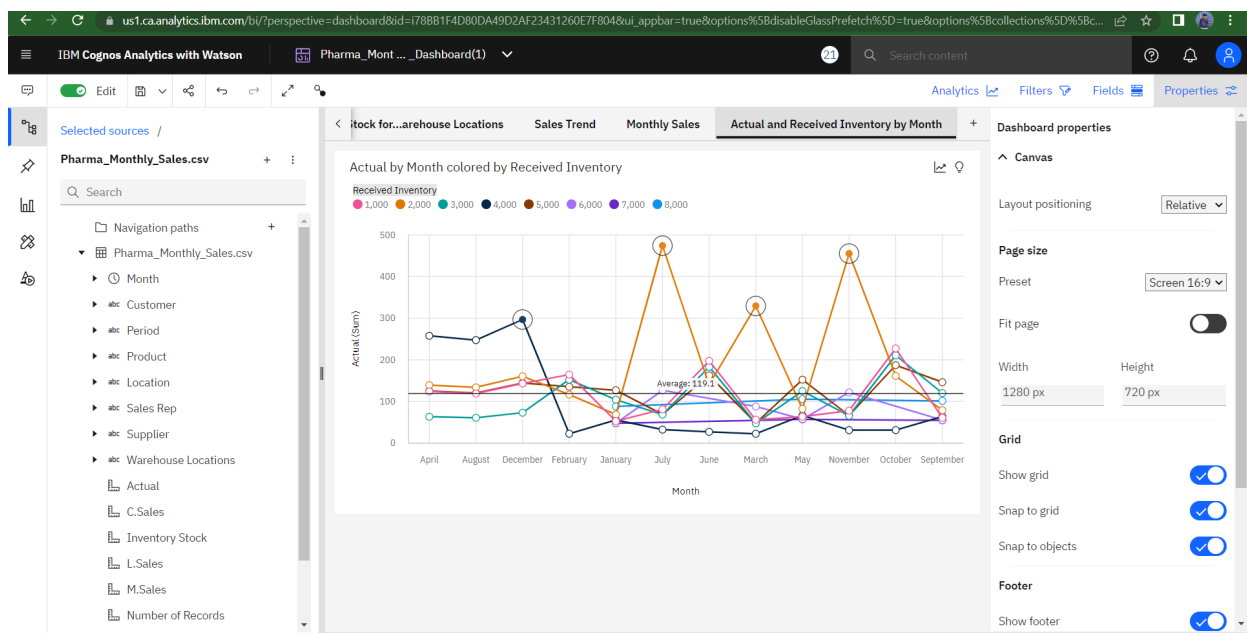 us1.ca.analytics.ibm.com/bi/?perspective=dashboard&id=i78BB1F4D80DA49D2AF23431260E7F804&ui_appbar=true&options%5BdisableGlassPrefetch%5D=true&options%5Bcollections%5D%5Bc...
IBM Cognos Analytics with Watson
Pharma_Mont ... _Dashboard(1)
21
Search content
Edit
Analytics
Filters
Fields
Properties
Selected sources /
Pharma_Monthly_Sales.csv
Search
Navigation paths
Pharma_Monthly_Sales.csv
Month
abc Customer
abc Period
abc Product
abc Location
abc Sales Rep
abc Supplier
abc Warehouse Locations
Actual
C.Sales
Inventory Stock
L.Sales
M.Sales
Number of Records
Stock for...arehouse Locations
Sales Trend
Monthly Sales
Actual and Received Inventory by Month
Actual by Month colored by Received Inventory
Received Inventory
1,000 2,000 3,000 4,000 5,000 6,000 7,000 8,000
500
400
300
200
100
0
Actual (Sum)
Average: 119.1
April August December February January July June March May November October September
Month
Dashboard properties
Canvas
Layout positioning
Relative
Page size
Preset
Screen 16:9
Fit page
Width Height
1280 px 720 px
Grid
Show grid
Snap to grid
Snap to objects
Footer
Show footer